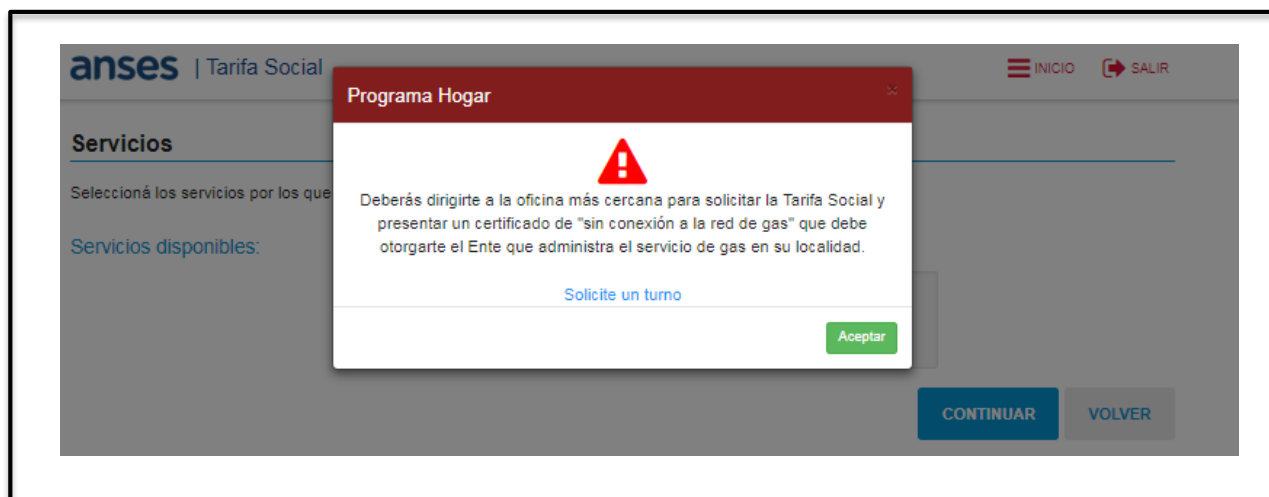 anses | Tarifa Social
INICIO
SALIR
Programa Hogar
×
Servicios
Seleccioná los servicios por los que
Deberás dirigirte a la oficina más cercana para solicitar la Tarifa Social y
presentar un certificado de "sin conexión a la red de gas" que debe
otorgarte el Ente que administra el servicio de gas en su localidad.
Servicios disponibles:
Solicite un turno
Aceptar
CONTINUAR
VOLVER